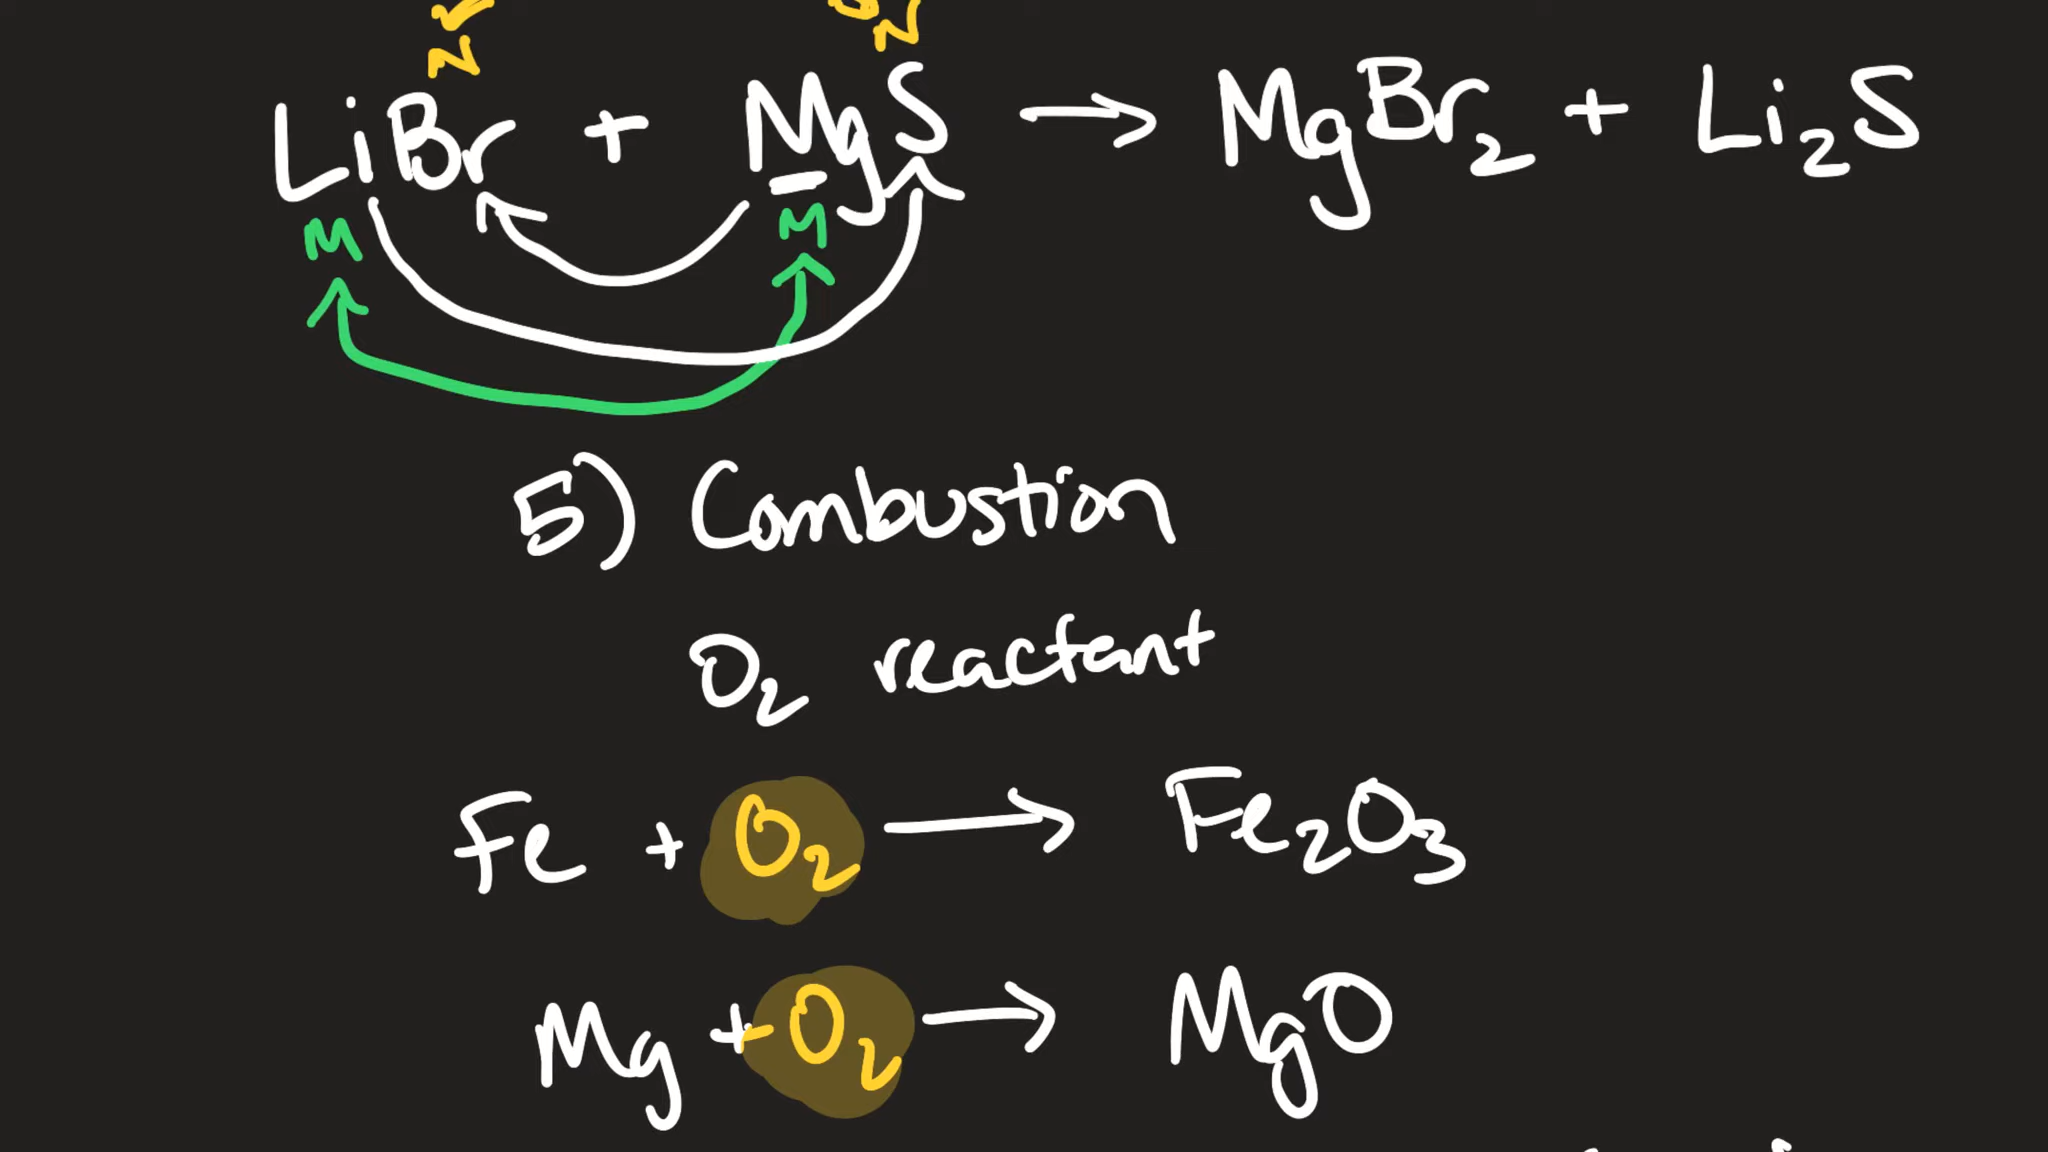 LiBr + MgS → MgBr₂ + Li₂S
M M
5) Combustion
O₂ reactant
Fe + O₂ → Fe₂O₃
Mg + O₂ → MgO